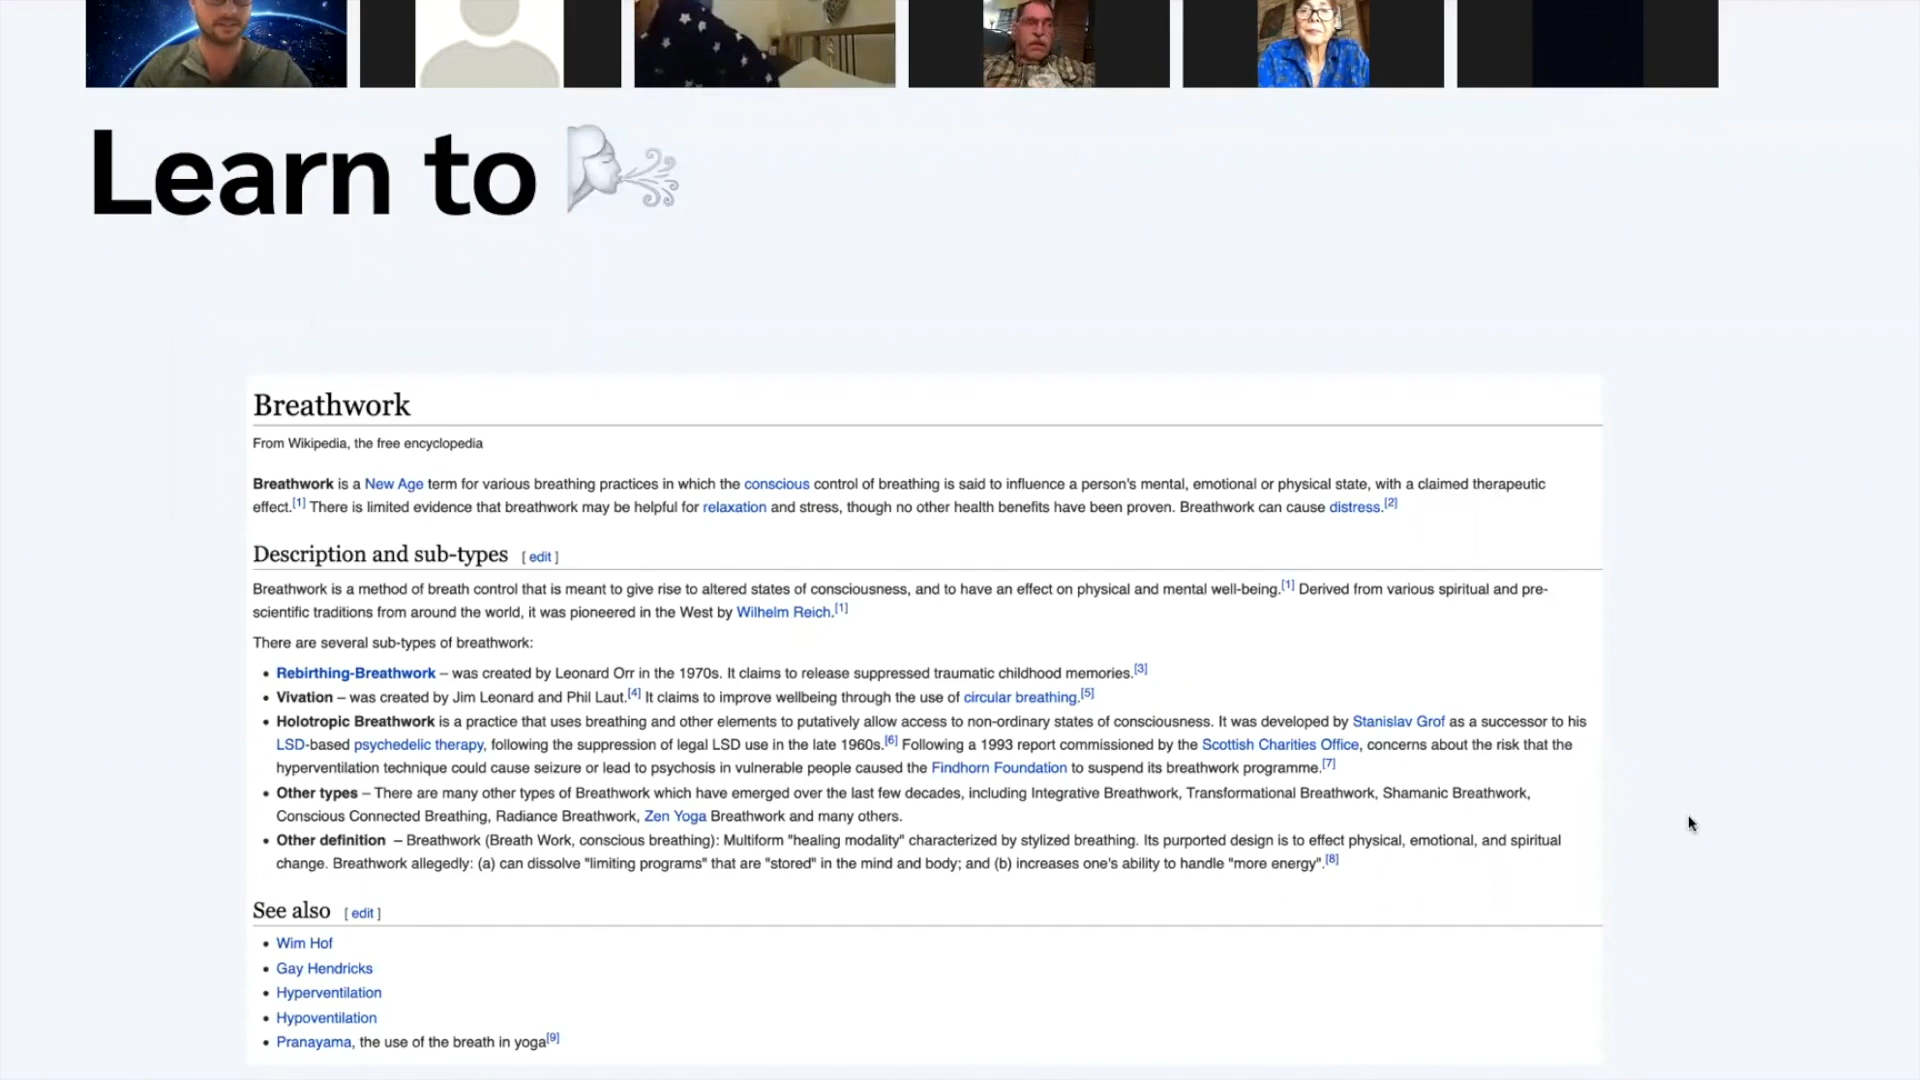 Learn to
Breathwork
From Wikipedia, the free encyclopedia
Breathwork is a New Age term for various breathing practices in which the conscious control of breathing is said to influence a person's mental, emotional or physical state, with a claimed therapeutic
effect.[1] There is limited evidence that breathwork may be helpful for relaxation and stress, though no other health benefits have been proven. Breathwork can cause distress.[2]
Description and sub-types [ edit ]
Breathwork is a method of breath control that is meant to give rise to altered states of consciousness, and to have an effect on physical and mental well-being.[1] Derived from various spiritual and pre-
scientific traditions from around the world, it was pioneered in the West by Wilhelm Reich.[1]
There are several sub-types of breathwork:
• Rebirthing-Breathwork – was created by Leonard Orr in the 1970s. It claims to release suppressed traumatic childhood memories.[3]
• Vivation – was created by Jim Leonard and Phil Laut.[4] It claims to improve wellbeing through the use of circular breathing.[5]
• Holotropic Breathwork is a practice that uses breathing and other elements to putatively allow access to non-ordinary states of consciousness. It was developed by Stanislav Grof as a successor to his
LSD-based psychedelic therapy, following the suppression of legal LSD use in the late 1960s.[6] Following a 1993 report commissioned by the Scottish Charities Office, concerns about the risk that the
hyperventilation technique could cause seizure or lead to psychosis in vulnerable people caused the Findhorn Foundation to suspend its breathwork programme.[7]
• Other types – There are many other types of Breathwork which have emerged over the last few decades, including Integrative Breathwork, Transformational Breathwork, Shamanic Breathwork,
Conscious Connected Breathing, Radiance Breathwork, Zen Yoga Breathwork and many others.
• Other definition – Breathwork (Breath Work, conscious breathing): Multiform "healing modality" characterized by stylized breathing. Its purported design is to effect physical, emotional, and spiritual
change. Breathwork allegedly: (a) can dissolve "limiting programs" that are "stored" in the mind and body; and (b) increases one's ability to handle "more energy".[8]
See also [ edit ]
• Wim Hof
• Gay Hendricks
• Hyperventilation
• Hypoventilation
• Pranayama, the use of the breath in yoga[9]